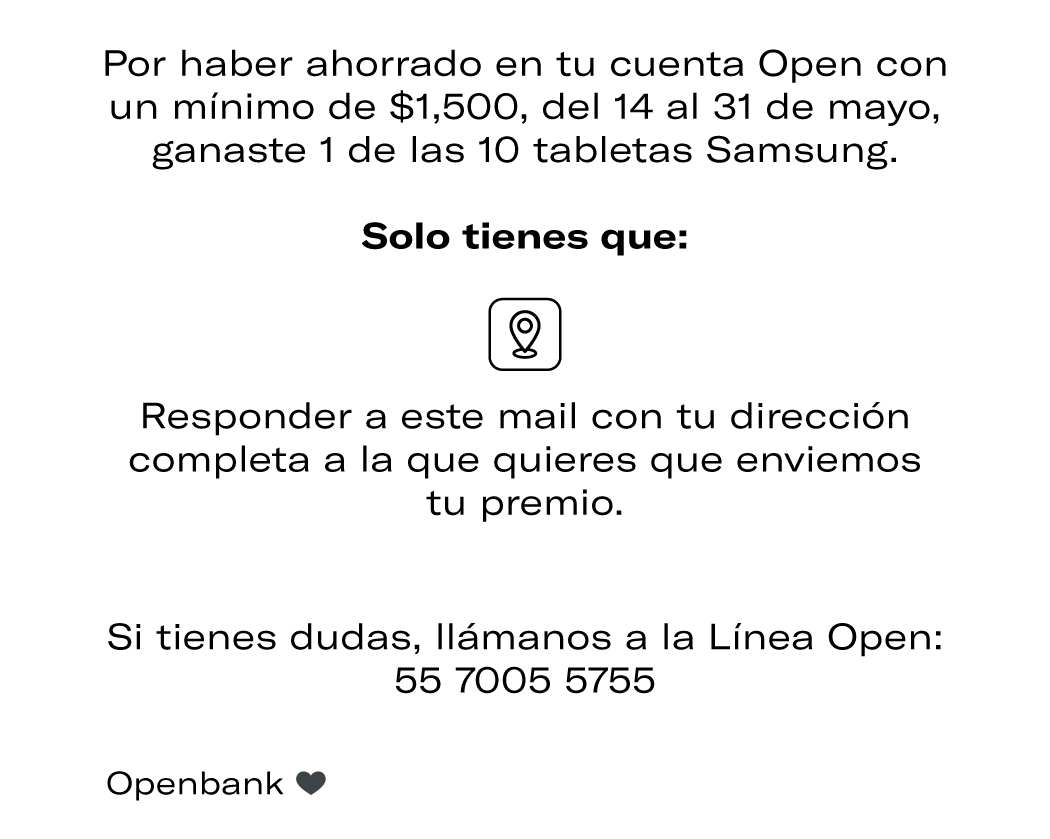 Por haber ahorrado en tu cuenta Open con
un mínimo de $1,500, del 14 al 31 de mayo,
ganaste 1 de las 10 tabletas Samsung.
Solo tienes que:
Responder a este mail con tu dirección
completa a la que quieres que enviemos
tu premio.
Si tienes dudas, llámanos a la Línea Open:
55 7005 5755
Openbank 🖤